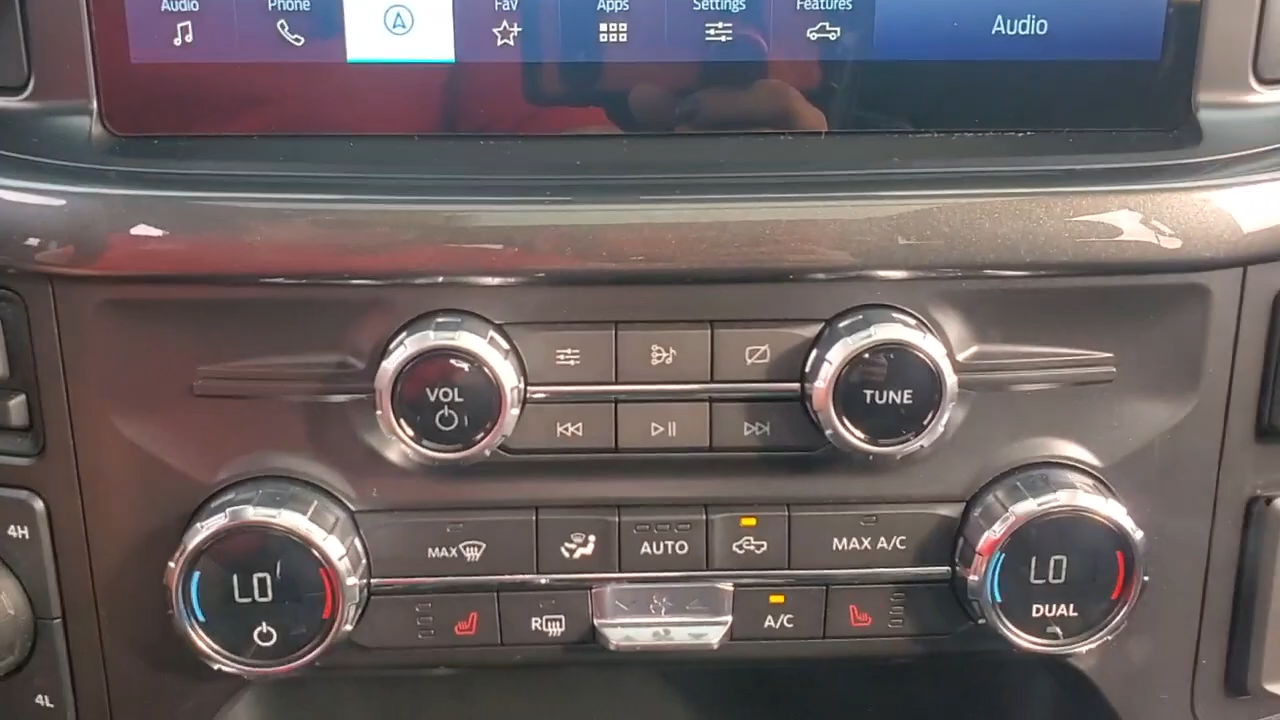 Audio
Phone
Fav
Apps
Settings
Features
Audio
VOL
TUNE
4H
MAX
AUTO
MAX A/C
LO
LO
DUAL
R
A/C
4L